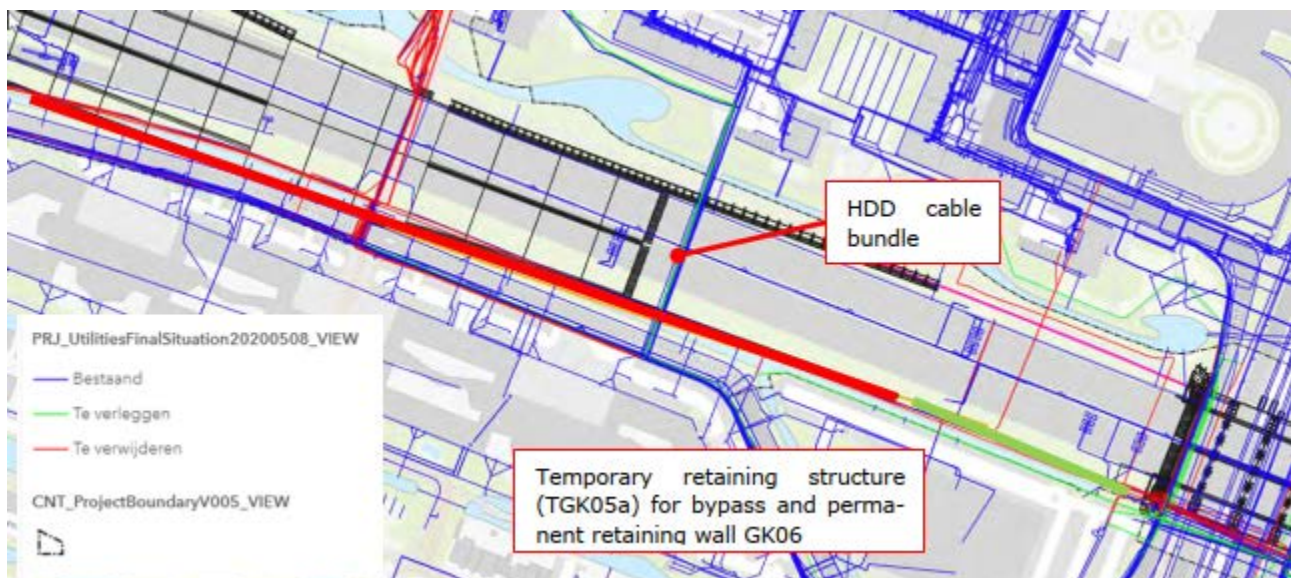 HDD cable
bundle
PRJ_UtilitiesFinalSituation20200508_VIEW
Bestaand
Te verleggen
Te verwijderen
CNT_ProjectBoundaryV005_VIEW
Temporary retaining structure
(TGK05a) for bypass and perma-
nent retaining wall GK06